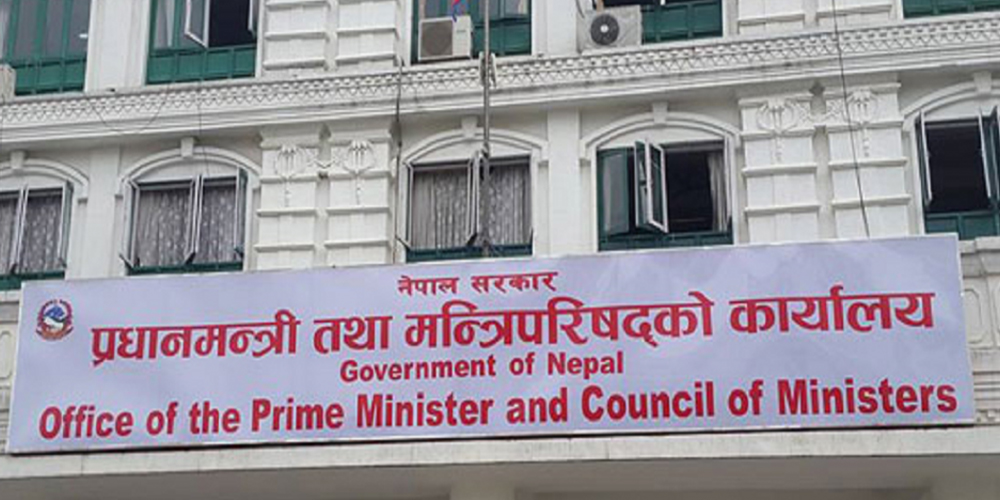 नेपाल सरकार
प्रधानमन्त्री तथा मन्त्रिपरिषद्को कार्यालय
Government of Nepal
Office of the Prime Minister and Council of Ministers